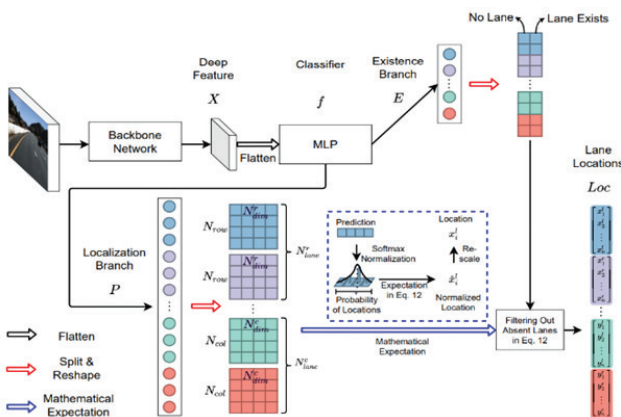 No Lane
Lane Exists
Deep
Feature
X
Classifier
f
Existence
Branch
E
Backbone
Network
Flatten
MLP
Lane
Locations
Loc
Localization
Branch
P
N_row
N^r_dim
N_row
N^r_dim
N^r_lane
N_col
N^c_dim
N_col
N^c_dim
N^c_lane
Prediction
Softmax
Normalization
Probability
of Locations
Expectation
in Eq. 12
Location
Re-
scale
Normalized
Location
Mathematical
Expectation
Filtering Out
Absent Lanes
in Eq. 12
Flatten
Split &
Reshape
Mathematical
Expectation